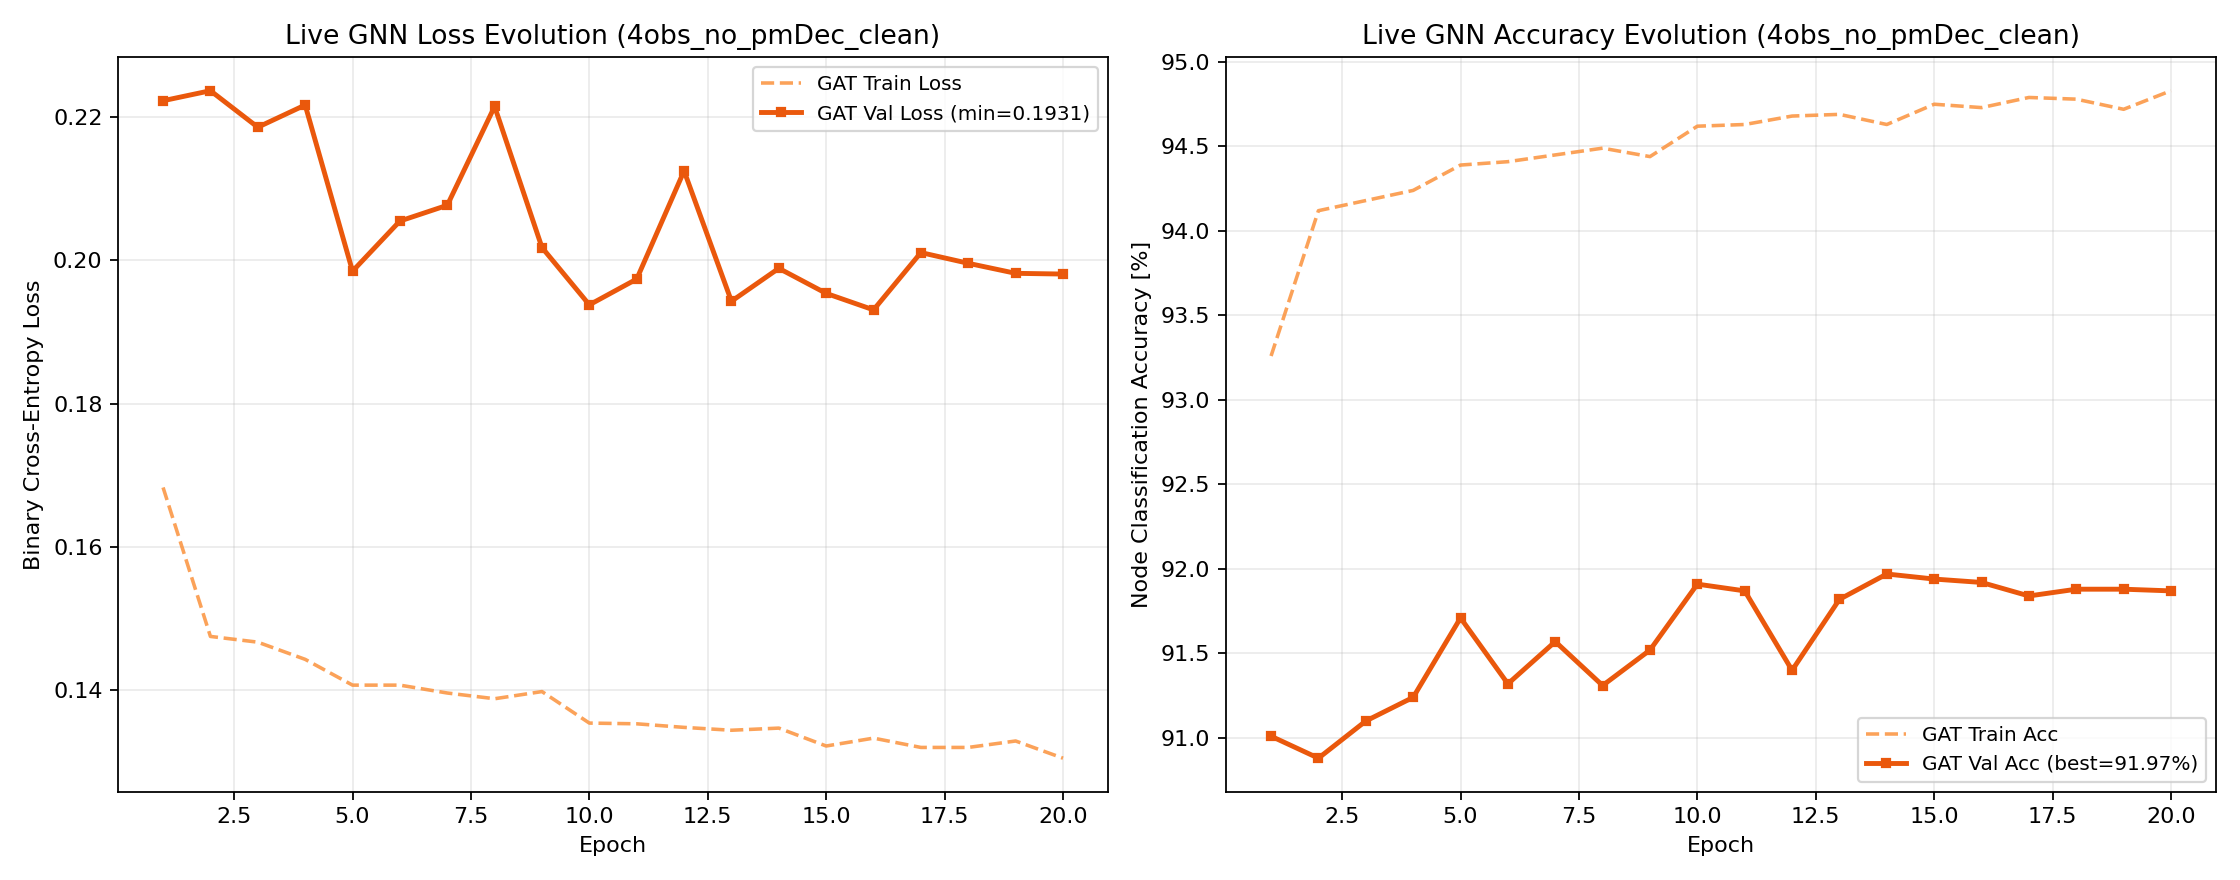 Live GNN Loss Evolution (4obs_no_pmDec_clean)
GAT Train Loss
GAT Val Loss (min=0.1931)
Binary Cross-Entropy Loss
0.22
0.20
0.18
0.16
0.14
2.5 5.0 7.5 10.0 12.5 15.0 17.5 20.0
Epoch
Live GNN Accuracy Evolution (4obs_no_pmDec_clean)
Node Classification Accuracy [%]
95.0
94.5
94.0
93.5
93.0
92.5
92.0
91.5
91.0
GAT Train Acc
GAT Val Acc (best=91.97%)
2.5 5.0 7.5 10.0 12.5 15.0 17.5 20.0
Epoch